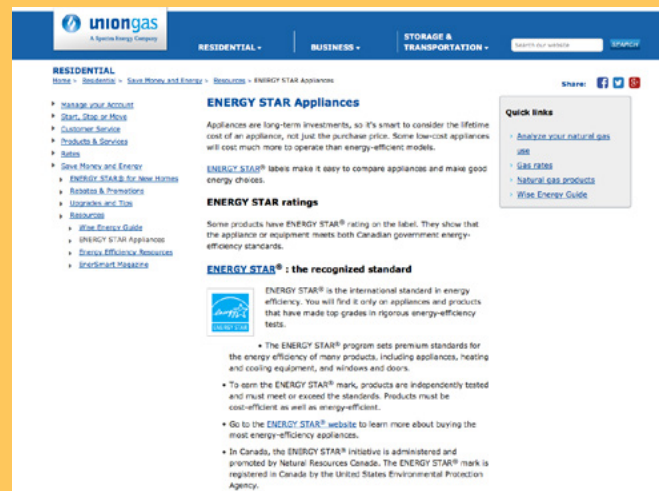 uniongas
A Spectra Energy Company
RESIDENTIAL
BUSINESS
STORAGE &
TRANSPORTATION
Search our website
SEARCH
RESIDENTIAL
Home > Residential > Save Money and Energy > Resources > ENERGY STAR Appliances
Share:
Manage your Account
Start, Stop or Move
Customer Service
Products & Services
Rates
Save Money and Energy
ENERGY STAR® for New Homes
Rebates & Promotions
Upgrades and Tips
Resources
Wise Energy Guide
ENERGY STAR Appliances
Energy Efficiency Resources
EnerSmart Magazine
ENERGY STAR Appliances
Appliances are long-term investments, so it's smart to consider the lifetime
cost of an appliance, not just the purchase price. Some low-cost appliances
will cost much more to operate than energy-efficient models.
ENERGY STAR® labels make it easy to compare appliances and make good
energy choices.
ENERGY STAR ratings
Some products have ENERGY STAR® rating on the label. They show that
the appliance or equipment meets both Canadian government energy-
efficiency standards.
ENERGY STAR® : the recognized standard
ENERGY STAR
ENERGY STAR® is the international standard in energy
efficiency. You will find it only on appliances and products
that have made top grades in rigorous energy-efficiency
tests.
• The ENERGY STAR® program sets premium standards for
the energy efficiency of many products, including appliances, heating
and cooling equipment, and windows and doors.
• To earn the ENERGY STAR® mark, products are independently tested
and must meet or exceed the standards. Products must be
cost-efficient as well as energy-efficient.
• Go to the ENERGY STAR® website to learn more about buying the
most energy-efficiency appliances.
• In Canada, the ENERGY STAR® initiative is administered and
promoted by Natural Resources Canada. The ENERGY STAR® mark is
registered in Canada by the United States Environmental Protection
Agency.
Quick links
Analyze your natural gas
use
Gas rates
Natural gas products
Wise Energy Guide